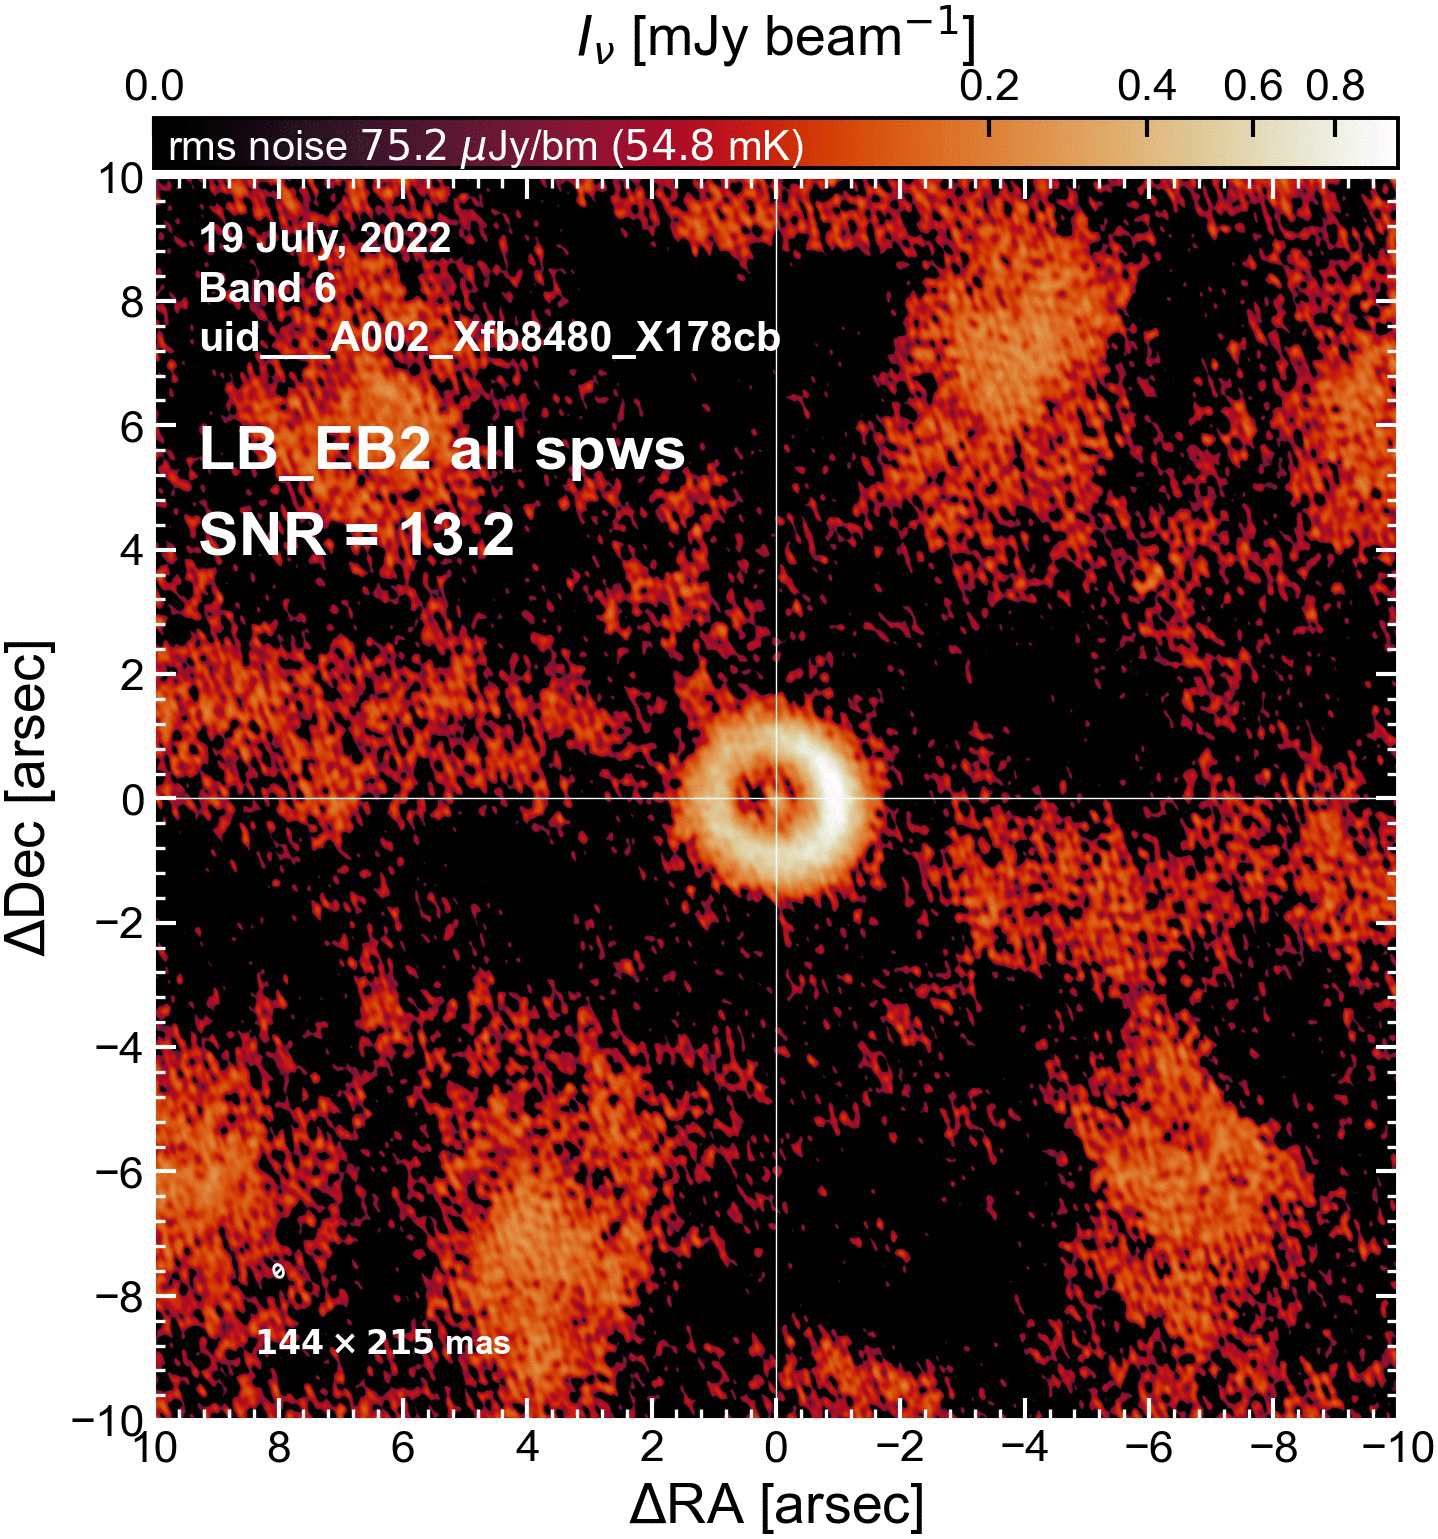 Iν [mJy beam−1]
0.0 0.2 0.4 0.6 0.8
rms noise 75.2 μJy/bm (54.8 mK)
10
19 July, 2022
Band 6
8
uid___A002_Xfb8480_X178cb
6
LB_EB2 all spws
SNR = 13.2
4
2
0
ΔDec [arsec]
−2
−4
−6
−8
144 × 215 mas
−10
10 8 6 4 2 0 −2 −4 −6 −8 −10
ΔRA [arsec]